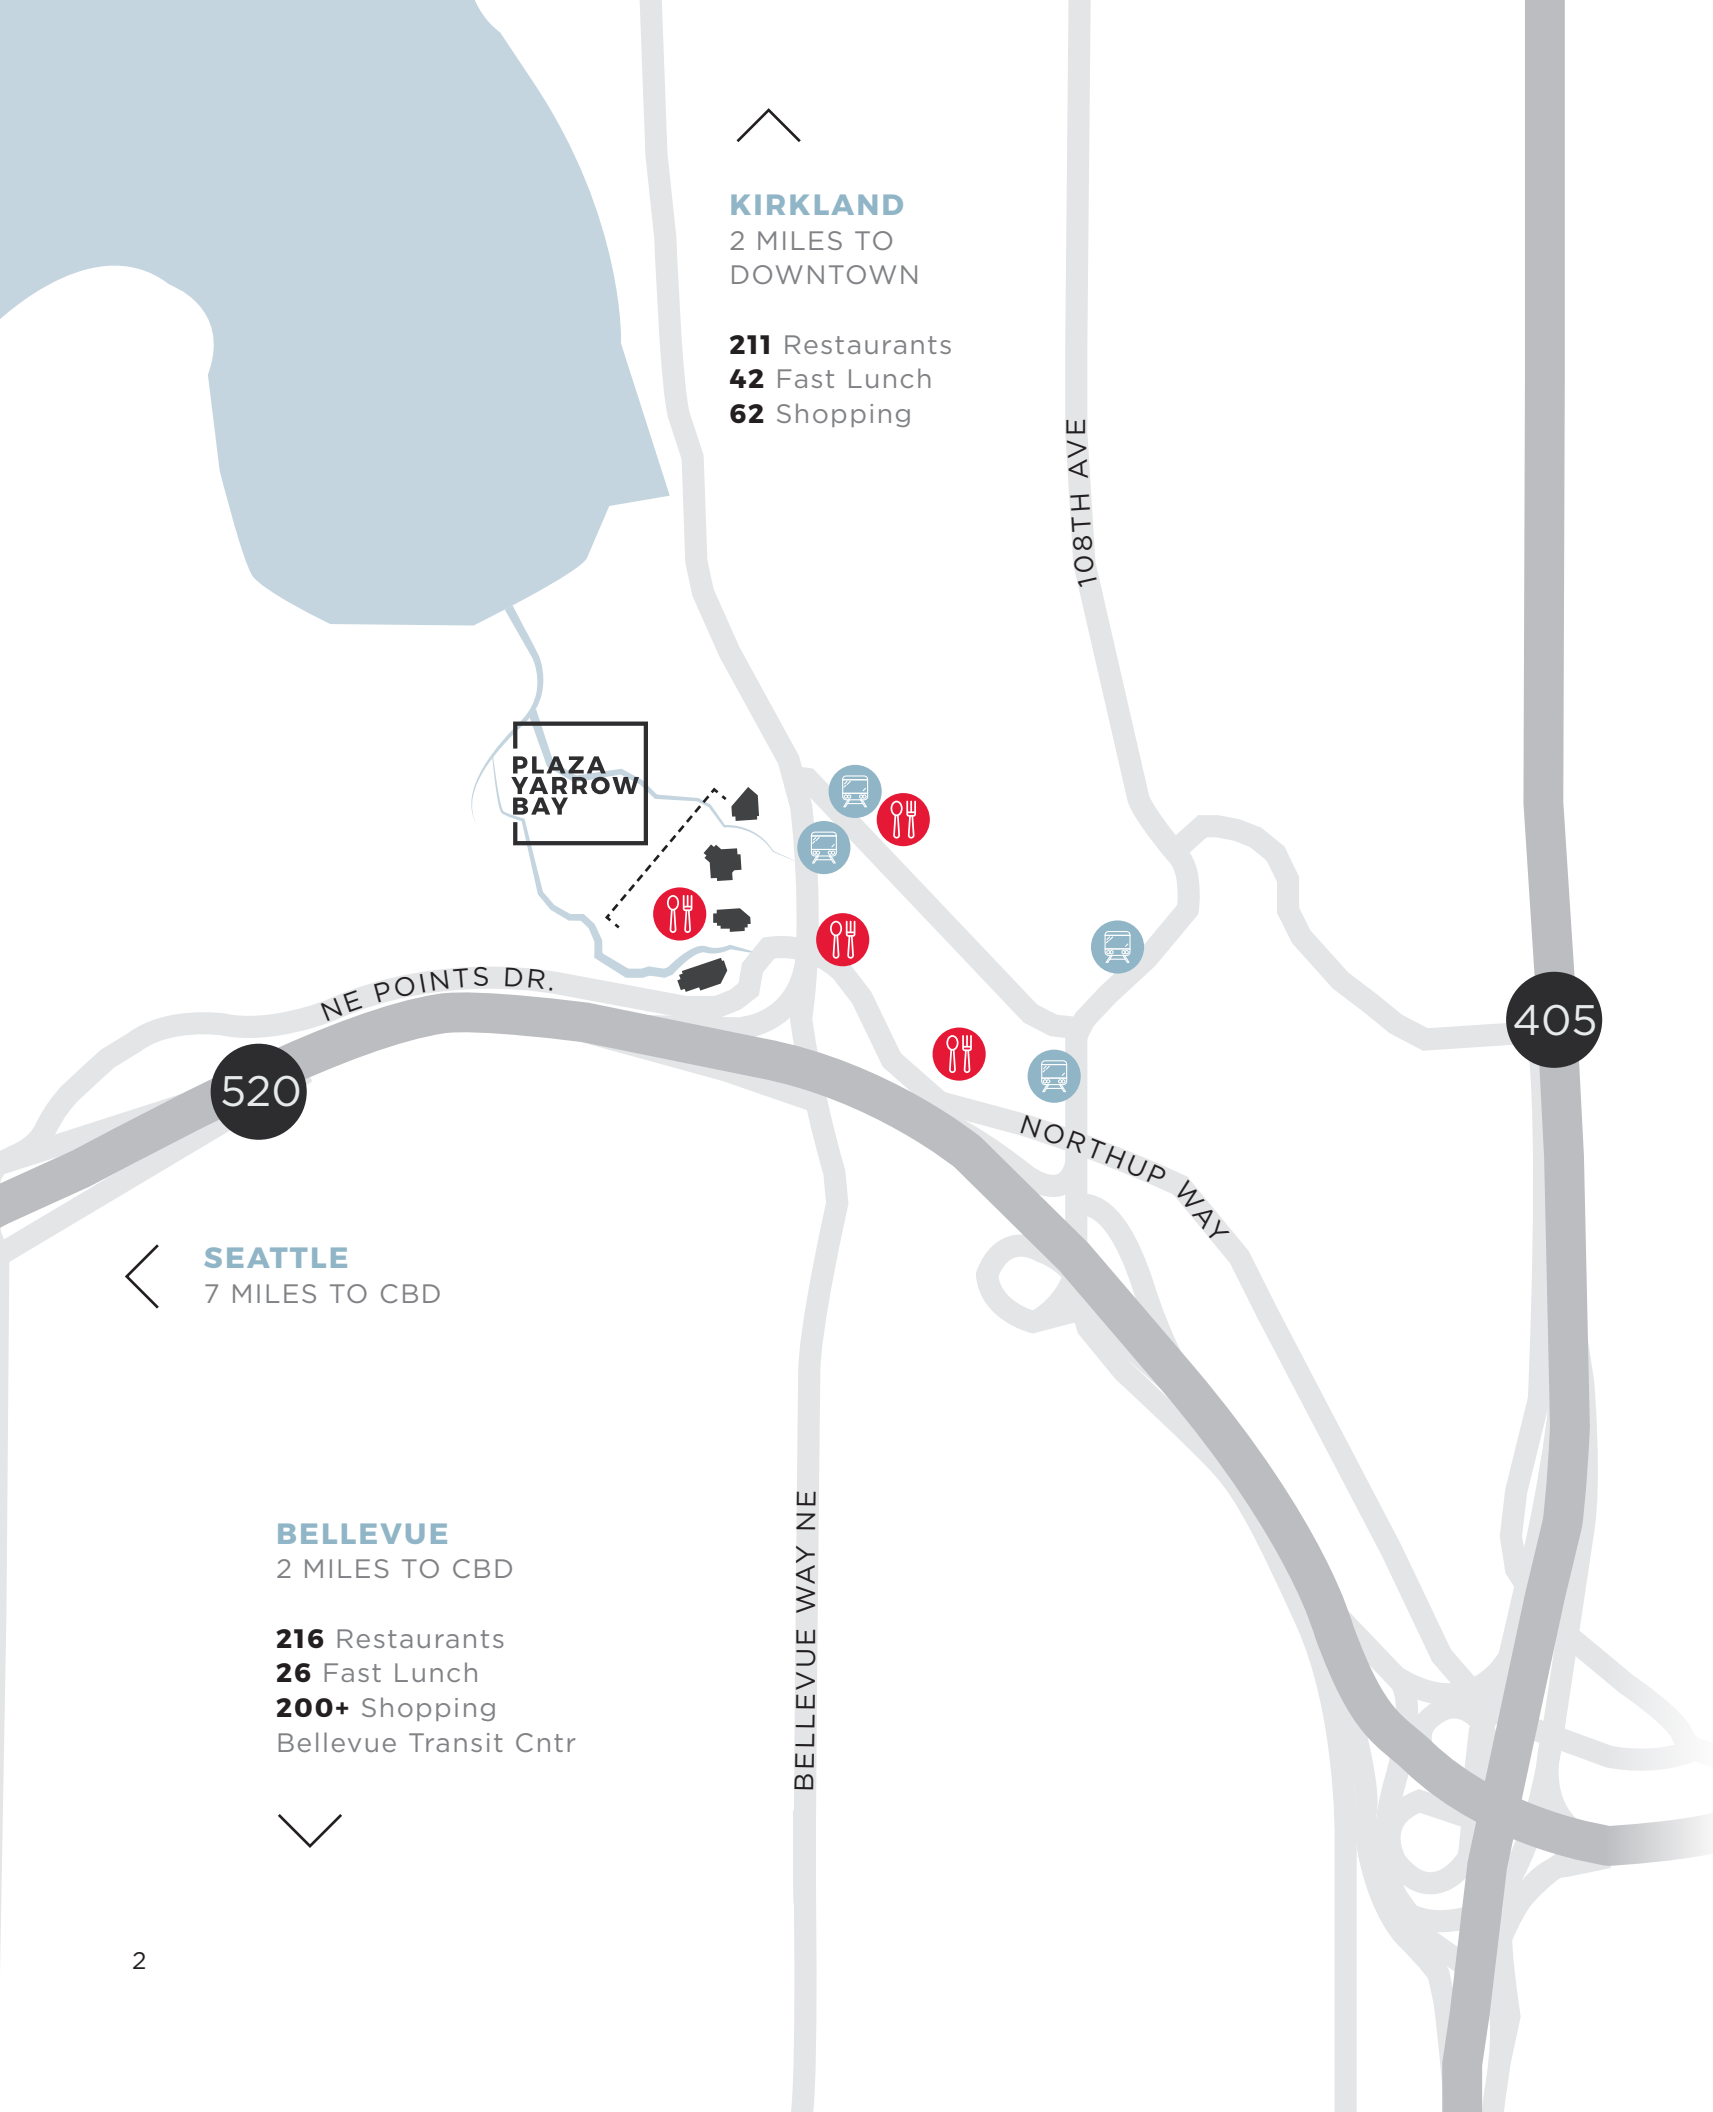 KIRKLAND
2 MILES TO
DOWNTOWN
211 Restaurants
42 Fast Lunch
62 Shopping
108TH AVE
PLAZA
YARROW
BAY
NE POINTS DR.
405
520
NORTHUP WAY
SEATTLE
7 MILES TO CBD
BELLEVUE WAY NE
BELLEVUE
2 MILES TO CBD
216 Restaurants
26 Fast Lunch
200+ Shopping
Bellevue Transit Cntr
2